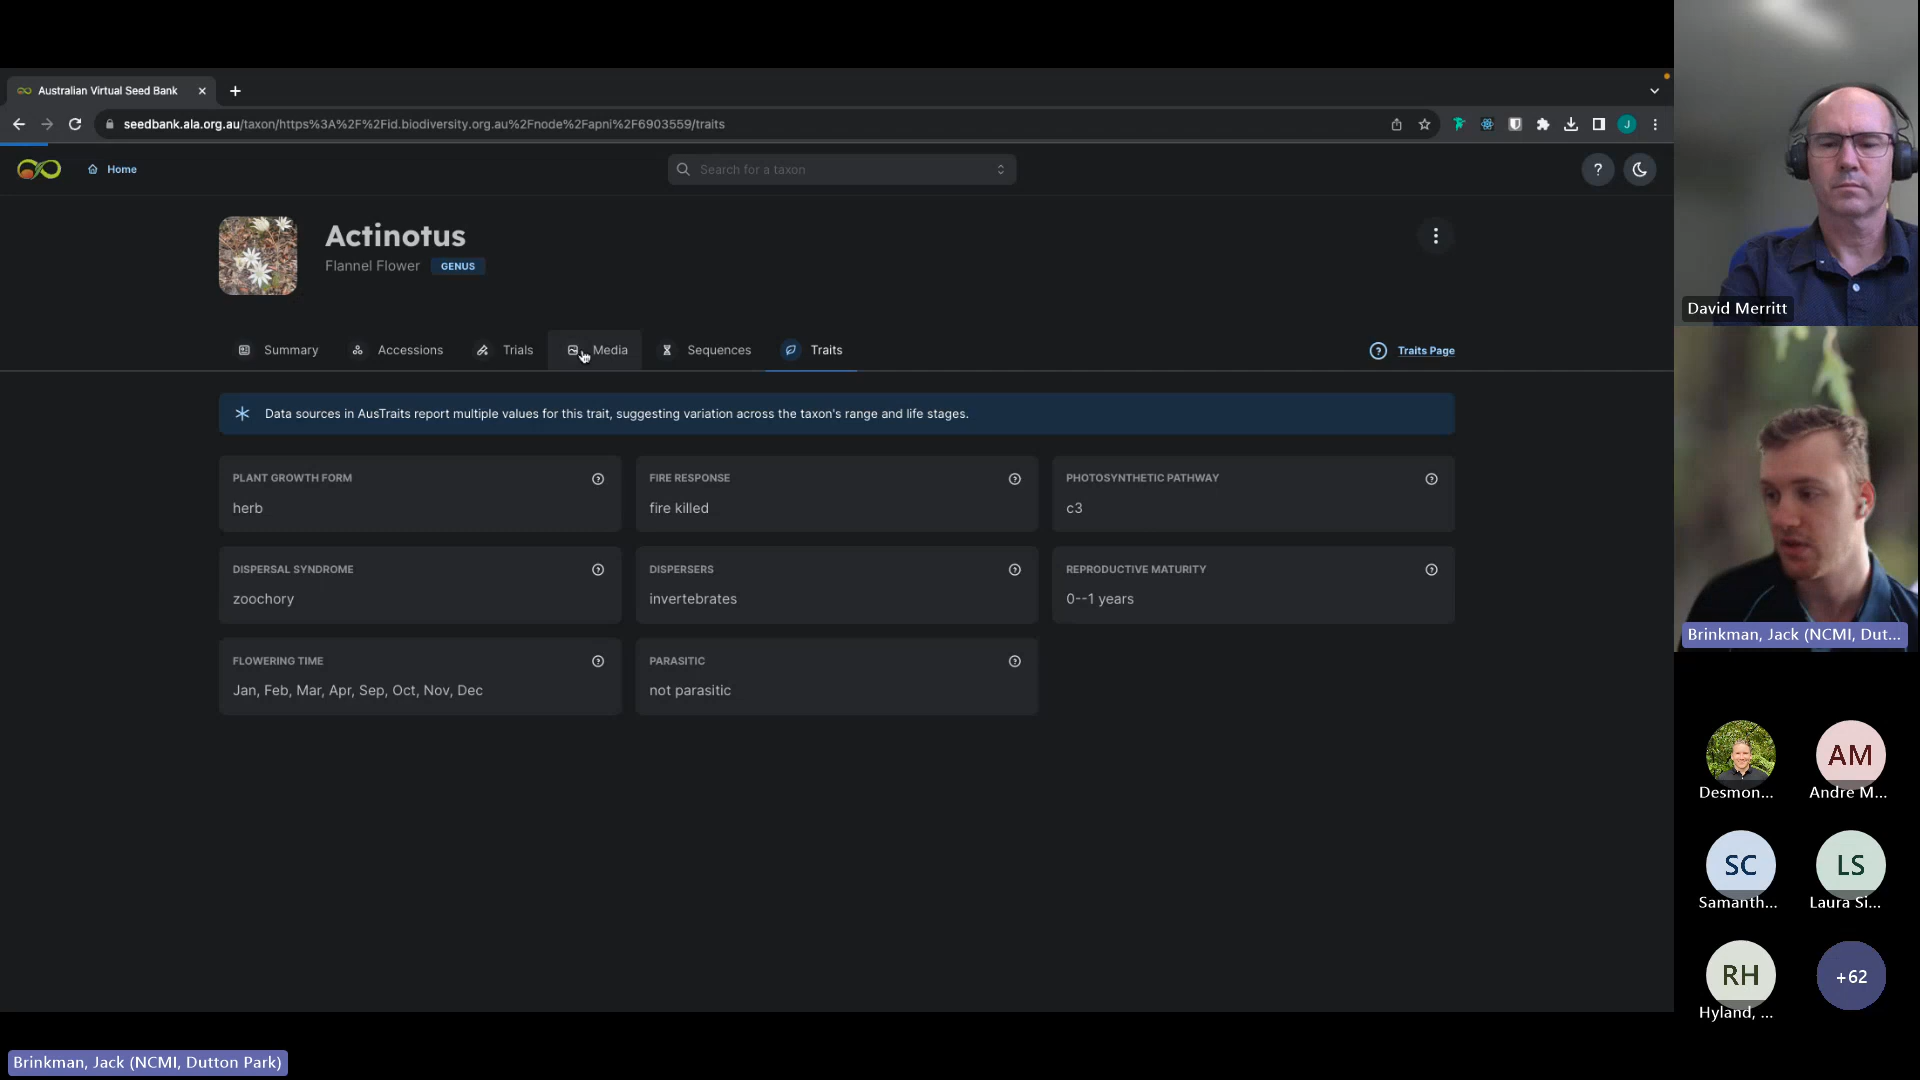 Australian Virtual Seed Bank
seedbank.ala.org.au/taxon/https%3A%2F%2Fid.biodiversity.org.au%2Fnode%2Fapni%2F6903559/traits
J
Home
Search for a taxon
?
Actinotus
Flannel Flower GENUS
Summary Accessions Trials Media Sequences Traits
? Traits Page
Data sources in AusTraits report multiple values for this trait, suggesting variation across the taxon's range and life stages.
PLANT GROWTH FORM
herb
FIRE RESPONSE
fire killed
PHOTOSYNTHETIC PATHWAY
c3
DISPERSAL SYNDROME
zoochory
DISPERSERS
invertebrates
REPRODUCTIVE MATURITY
0--1 years
FLOWERING TIME
Jan, Feb, Mar, Apr, Sep, Oct, Nov, Dec
PARASITIC
not parasitic
David Merritt
Brinkman, Jack (NCMI, Dut...
Desmon...
AM
Andre M...
SC
Samanth...
LS
Laura Si...
RH
Hyland, ...
+62
Brinkman, Jack (NCMI, Dutton Park)